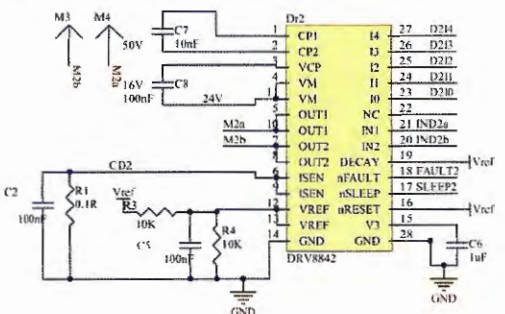 M3 M4 C7 Dr2
50V 10nF 1 CP1 I4 27 D2I4
2 CP2 I3 26 D2I3
16V C8 3 VCP I2 25 D2I2
100nF 4 VM I1 24 D2I1
24V 11 VM I0 23 D2I0
M2b M2a 5 OUT1 NC 22
M2a 10 OUT1 IN1 21 IND2a
M2b 7 OUT2 IN2 20 IND2b
8 OUT2 DECAY 19 Vref
CD2 6 ISEN nFAULT 18 FAULT2
C2 R1 9 ISEN nSLEEP 17 SLEEP2
0.1R Vref 12 VREF nRESET 16 Vref
100nF R3 R4 13 VREF V3 15
10K C5 10K 14 GND GND 28 C6
100nF DRV8842 1uF
GND GND